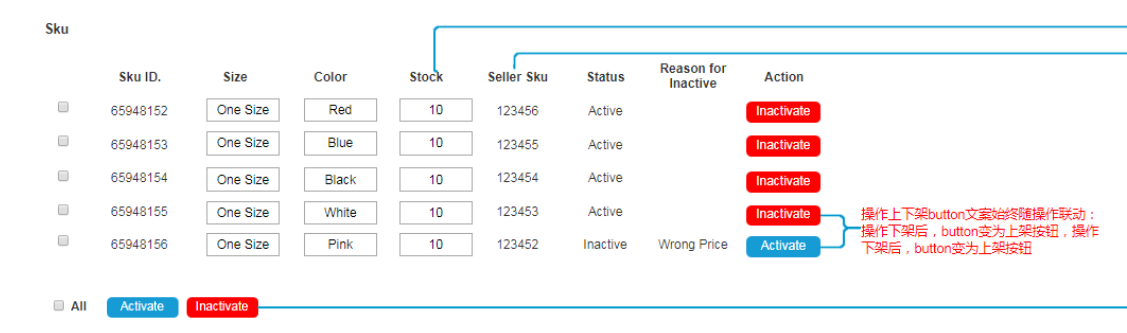 Sku
Sku ID. Size Color Stock Seller Sku Status Reason for Inactive Action
65948152 One Size Red 10 123456 Active Inactivate
65948153 One Size Blue 10 123455 Active Inactivate
65948154 One Size Black 10 123454 Active Inactivate
65948155 One Size White 10 123453 Active Inactivate
65948156 One Size Pink 10 123452 Inactive Wrong Price Activate
操作上下架button文案始终随操作联动：
操作下架后，button变为上架按钮，操作
下架后，button变为上架按钮
All Activate Inactivate